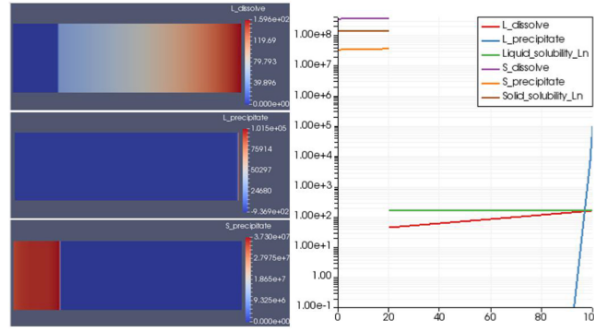 L_dissolve
1.596e+02
119.69
79.793
39.896
0.000e+00
L_precipitate
1.015e+05
75914
50297
24680
-9.369e+02
S_precipitate
3.730e+07
2.7975e+7
1.865e+7
9.325e+6
0.000e+00
1.00e+8
1.00e+7
1.00e+6
1.00e+5
1.00e+4
1.00e+3
1.00e+2
1.00e+1
1.00
1.00e-1
0
20
40
60
80
100
L_dissolve
L_precipitate
Liquid_solubility_Ln
S_dissolve
S_precipitate
Solid_solubility_Ln